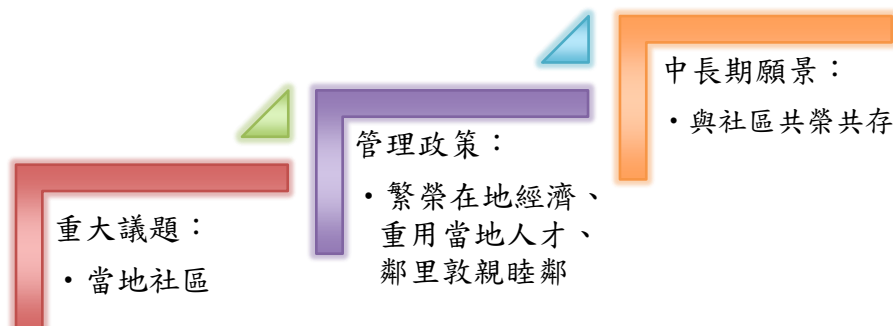 重大議題：
・當地社區
管理政策：
・繁榮在地經濟、
重用當地人才、
鄰里敦親睦鄰
中長期願景：
・與社區共榮共存